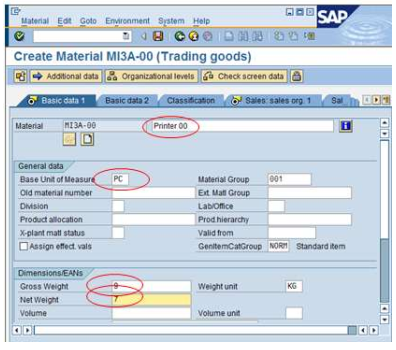 Material Edit Goto Environment System Help
SAP
Create Material MI3A-00 (Trading goods)
Additional data Organizational levels Check screen data
Basic data 1 Basic data 2 Classification Sales: sales org. 1 Sal
Material MI3A-00 Printer 00
General data
Base Unit of Measure PC Material Group 001
Old material number Ext. Matl Group
Division Lab/Office
Product allocation Prod.hierarchy
X-plant matl status Valid from
Assign effect. vals GenItemCatGroup NORM Standard item
Dimensions/EANs
Gross Weight 9 Weight unit KG
Net Weight 7
Volume Volume unit